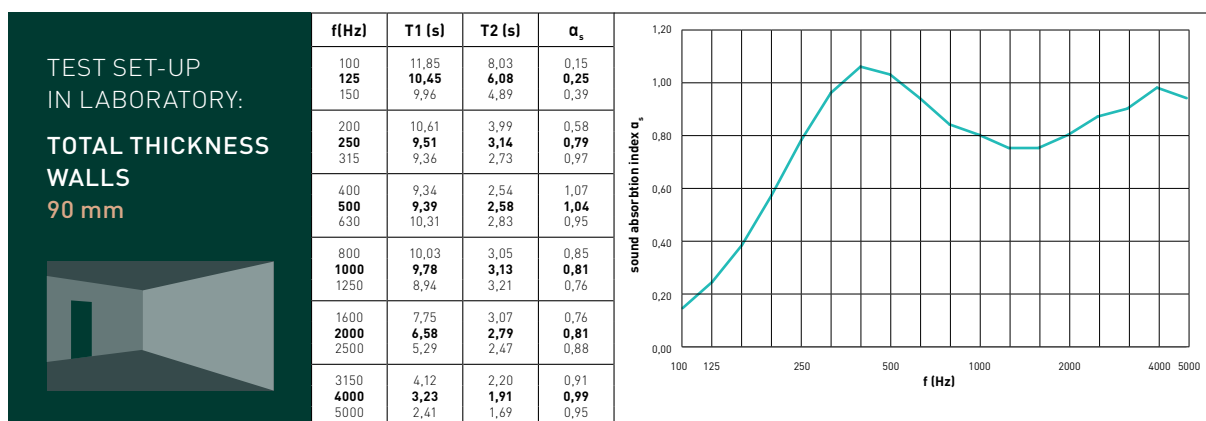 TEST SET-UP
IN LABORATORY:
TOTAL THICKNESS
WALLS
90 mm
f(Hz) T1 (s) T2 (s) αs
100 11,85 8,03 0,15
125 10,45 6,08 0,25
150 9,96 4,89 0,39
200 10,61 3,99 0,58
250 9,51 3,14 0,79
315 9,36 2,73 0,97
400 9,34 2,54 1,07
500 9,39 2,58 1,04
630 10,31 2,83 0,95
800 10,03 3,05 0,85
1000 9,78 3,13 0,81
1250 8,94 3,21 0,76
1600 7,75 3,07 0,76
2000 6,58 2,79 0,81
2500 5,29 2,47 0,88
3150 4,12 2,20 0,91
4000 3,23 1,91 0,99
5000 2,41 1,69 0,95
sound absorbtion index αs
1,20
1,00
0,80
0,60
0,40
0,20
0,00
100 125 250 500 1000 2000 4000 5000
f (Hz)